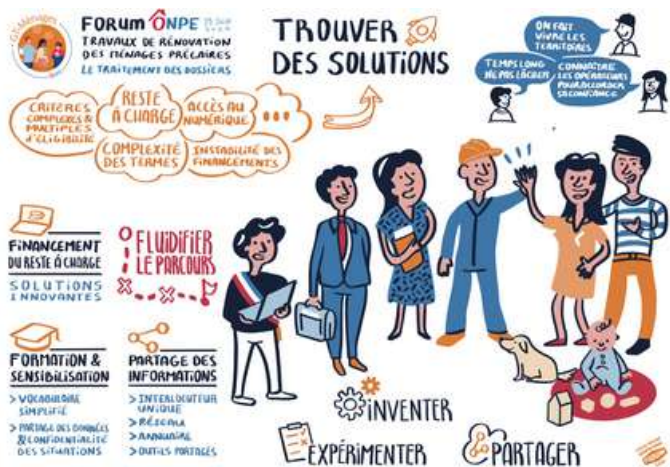 GTS Ménages
FORUM ONPE
TRAVAUX DE RÉNOVATION
DES MÉNAGES PRÉCAIRES
LE TRAITEMENT DES DOSSIERS
TROUVER
DES SOLUTIONS
ON FAIT
VIVRE LES
TERRITOIRES
TEMPS LONG
NE PAS LÂCHER
CONNAÎTRE
LES OPÉRATEURS
POUR ACCORDER
SA CONFIANCE
CRITÈRES
COMPLEXES &
MULTIPLES
D'ÉLIGIBILITÉ
RESTE
À CHARGE
ACCÈS AU
NUMÉRIQUE
...
COMPLEXITÉ
DES TERMES
INSTABILITÉ DES
FINANCEMENTS
FINANCEMENT
DU RESTE À CHARGE
SOLUTIONS
INNOVANTES
FLUIDIFIER
LE PARCOURS
FORMATION &
SENSIBILISATION
> VOCABULAIRE
SIMPLIFIÉ
> PARTAGE DES DONNÉES
& CONFIDENTIALITÉ
DES SITUATIONS
PARTAGE DES
INFORMATIONS
> INTERLOCUTEUR
UNIQUE
> RÉSEAU
> ANNUAIRE
> OUTILS PARTAGÉS
INVENTER
EXPÉRIMENTER
PARTAGER